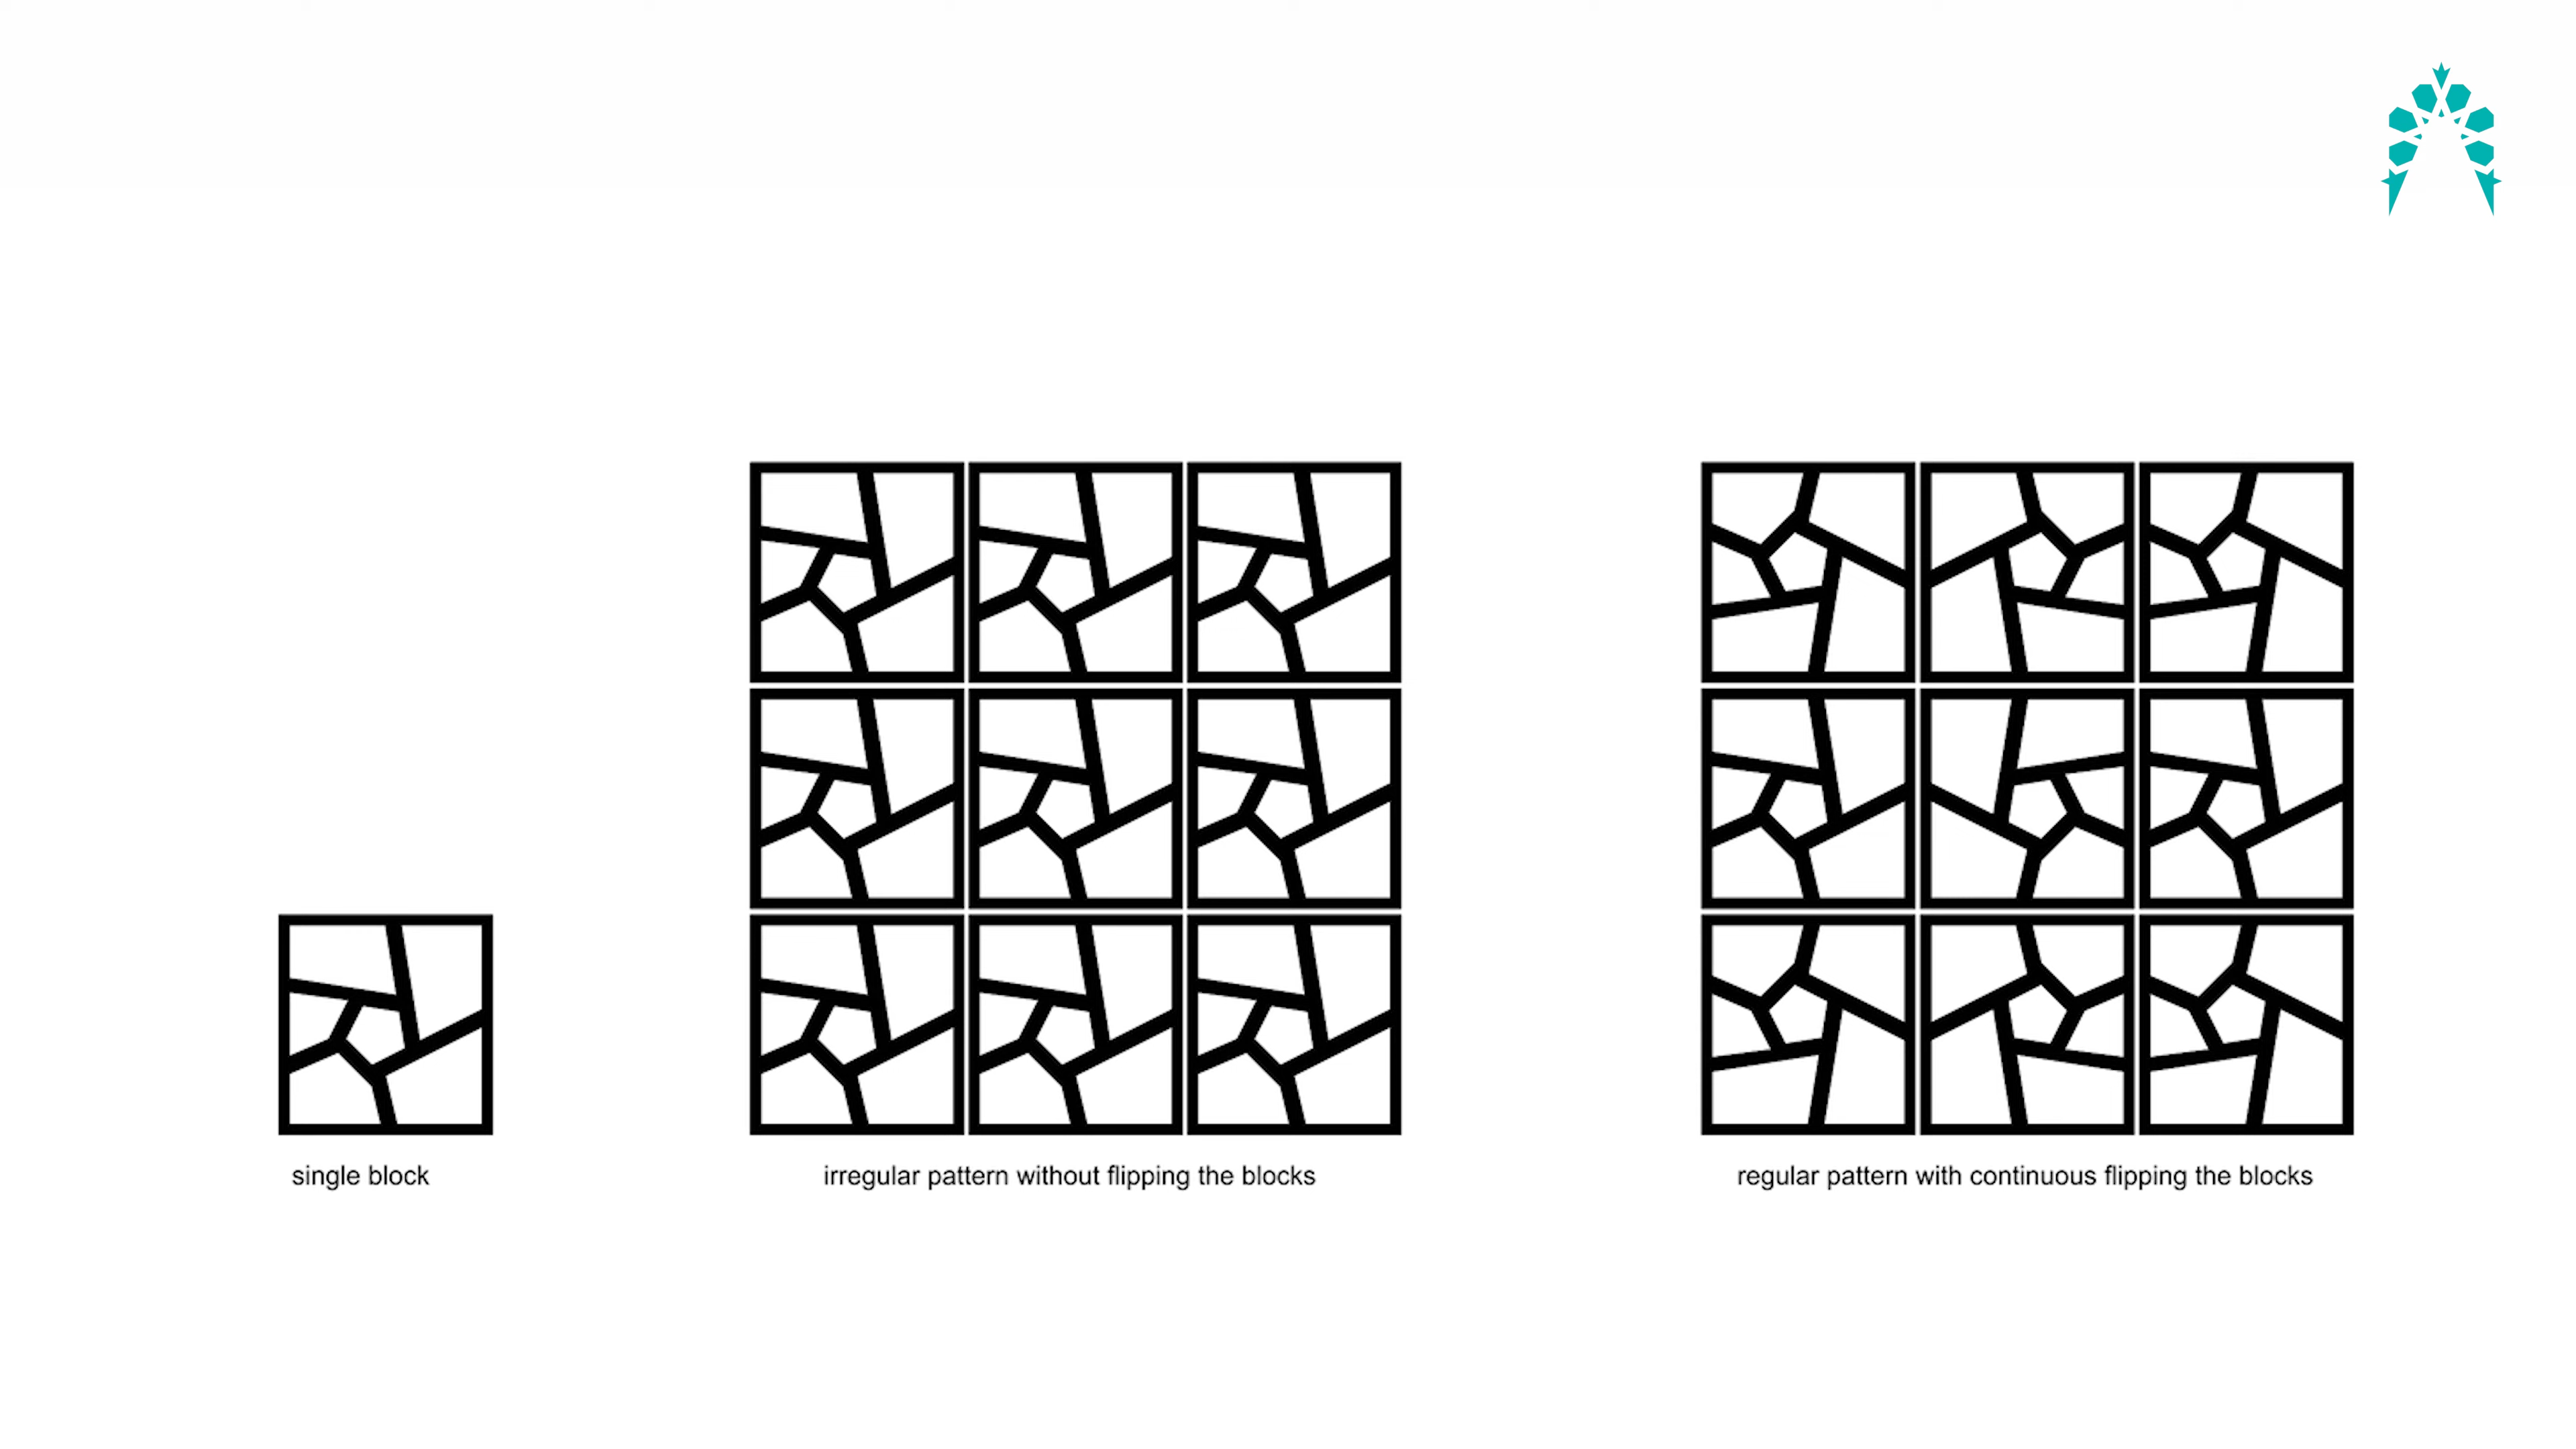 single block
irregular pattern without flipping the blocks
regular pattern with continuous flipping the blocks